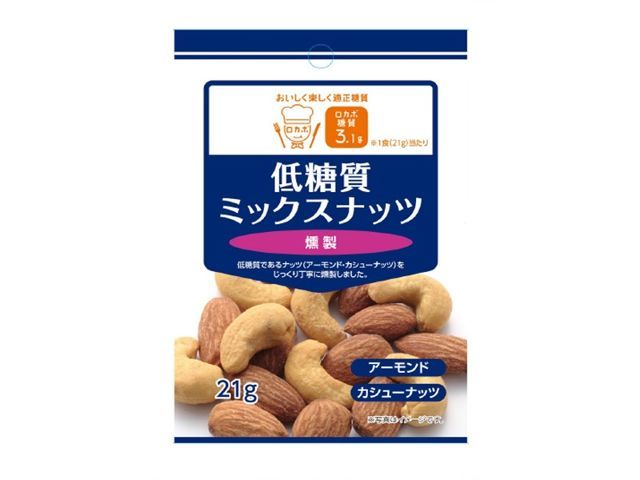 おいしく楽しく適正糖質
ロカボ
ロカボ
糖質
3.1g
※1食(21g)当たり
低糖質
ミックスナッツ
燻製
低糖質であるナッツ(アーモンド・カシューナッツ)を
じっくり丁寧に燻製しました。
アーモンド
カシューナッツ
21g
※写真はイメージです。